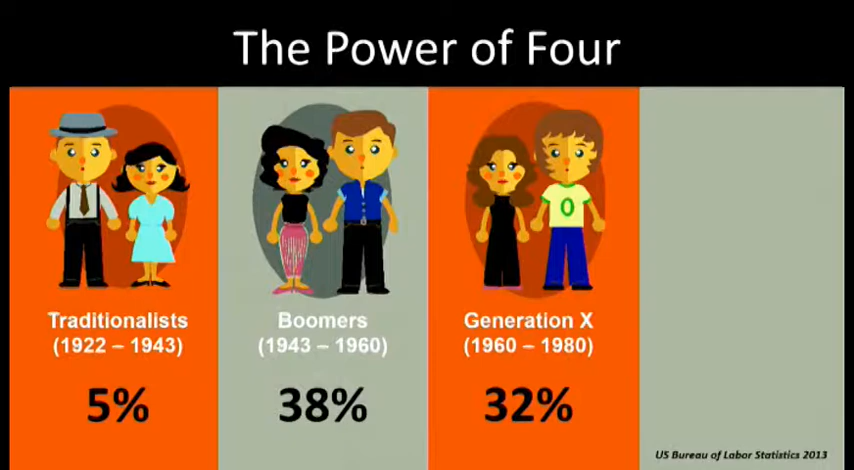 The Power of Four
Traditionalists
(1922 – 1943)
5%
Boomers
(1943 – 1960)
38%
Generation X
(1960 – 1980)
32%
0
US Bureau of Labor Statistics 2013